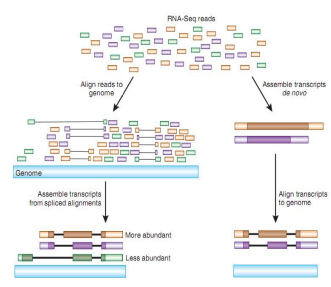 RNA-Seq reads
Align reads to
genome
Assemble transcripts
de novo
Genome
Assemble transcripts
from spliced alignments
Align transcripts
to genome
More abundant
Less abundant